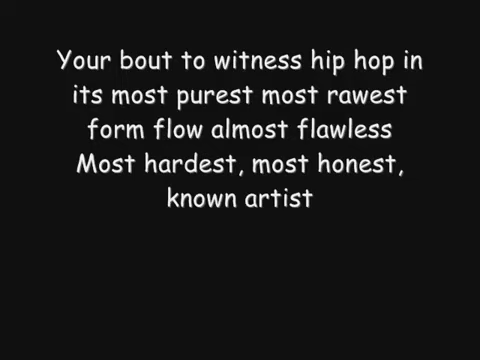 Your bout to witness hip hop in
its most purest most rawest
form flow almost flawless
Most hardest, most honest,
known artist